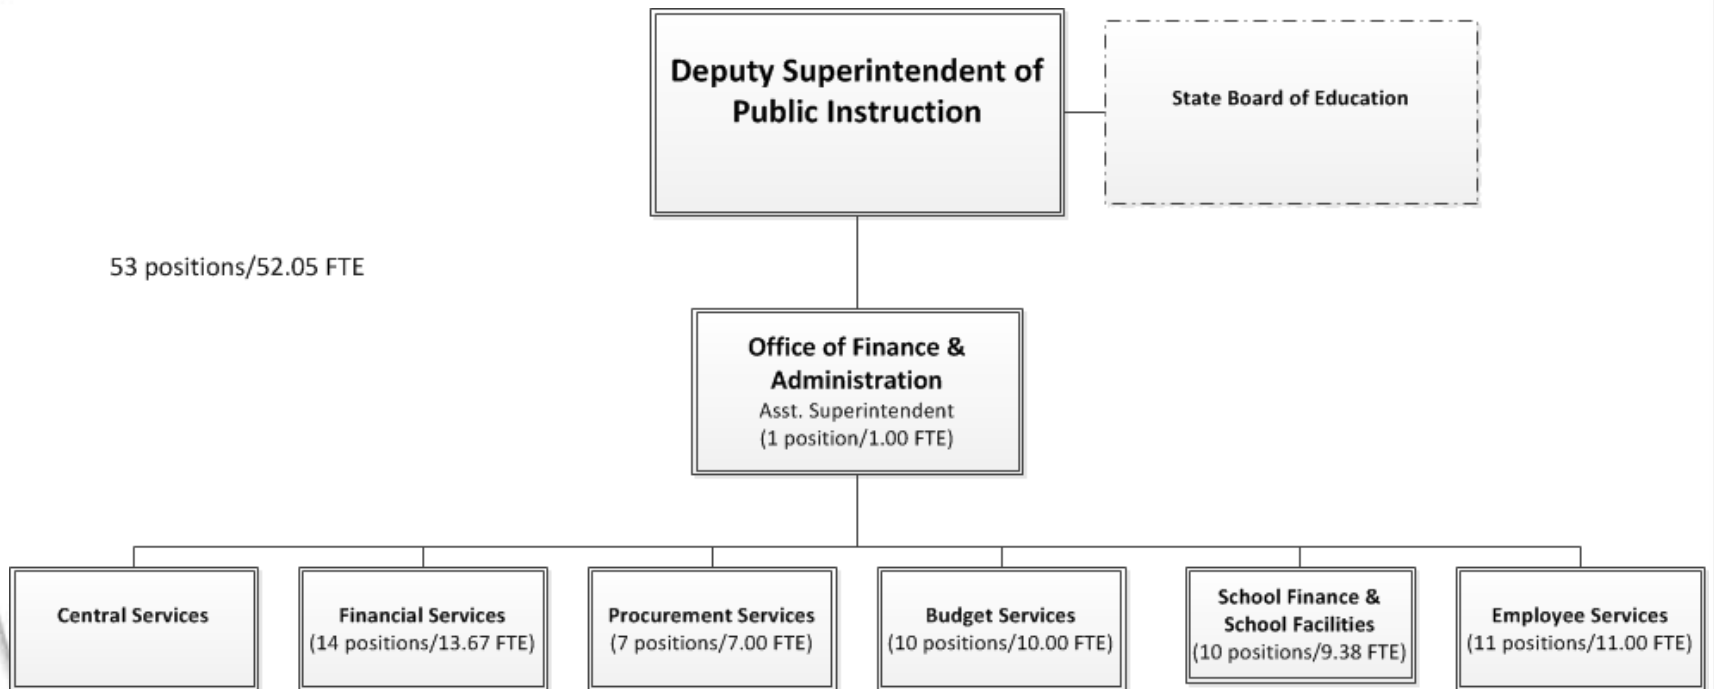 Deputy Superintendent of
Public Instruction
State Board of Education
53 positions/52.05 FTE
Office of Finance &
Administration
Asst. Superintendent
(1 position/1.00 FTE)
Central Services
Financial Services
(14 positions/13.67 FTE)
Procurement Services
(7 positions/7.00 FTE)
Budget Services
(10 positions/10.00 FTE)
School Finance &
School Facilities
(10 positions/9.38 FTE)
Employee Services
(11 positions/11.00 FTE)